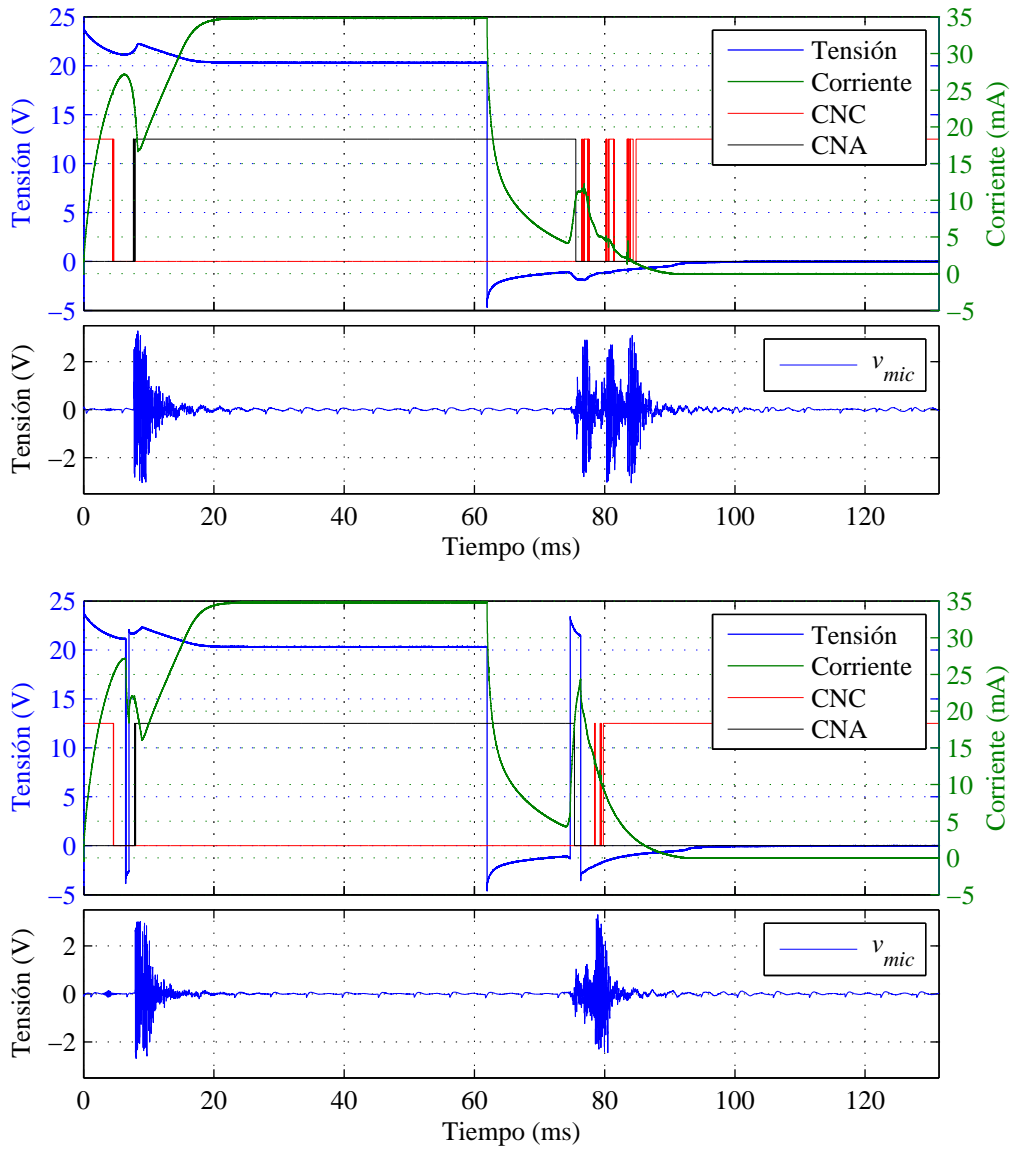 25
20
15
10
5
0
−5
Tensión (V)
35
30
25
20
15
10
5
0
−5
Corriente (mA)
Tensión
Corriente
CNC
CNA
2
0
−2
Tensión (V)
v_mic
0 20 40 60 80 100 120
Tiempo (ms)
25
20
15
10
5
0
−5
Tensión (V)
35
30
25
20
15
10
5
0
−5
Corriente (mA)
Tensión
Corriente
CNC
CNA
2
0
−2
Tensión (V)
v_mic
0 20 40 60 80 100 120
Tiempo (ms)